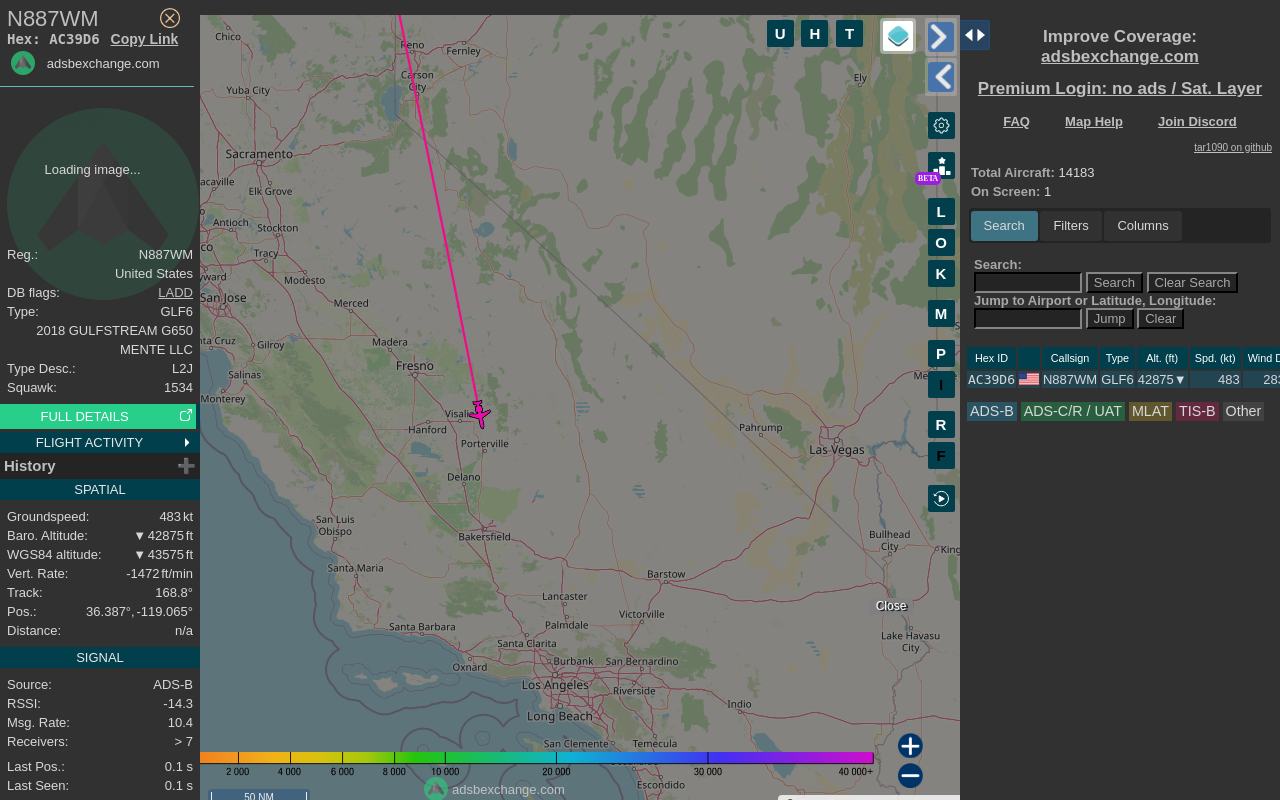 N887WM
Hex: AC39D6 Copy Link
adsbexchange.com
Loading image...
Reg.: N887WM
United States
DB flags: LADD
Type: GLF6
2018 GULFSTREAM G650
MENTE LLC
Type Desc.: L2J
Squawk: 1534
FULL DETAILS
FLIGHT ACTIVITY
History
SPATIAL
Groundspeed: 483 kt
Baro. Altitude: ▼ 42875 ft
WGS84 altitude: ▼ 43575 ft
Vert. Rate: -1472 ft/min
Track: 168.8°
Pos.: 36.387°, -119.065°
Distance: n/a
SIGNAL
Source: ADS-B
RSSI: -14.3
Msg. Rate: 10.4
Receivers: > 7
Last Pos.: 0.1 s
Last Seen: 0.1 s
Chico
Reno
Fernley
Carson
City
Yuba City
Ely
Sacramento
acaville
Elk Grove
Antioch
Stockton
co
Tracy
yward
Modesto
San Jose
Merced
nta Cruz
Gilroy
Madera
Salinas
Fresno
Monterey
Visalia
Hanford
Porterville
Delano
Pahrump
Las Vegas
San Luis
Obispo
Bakersfield
Bullhead
City
King
Santa Maria
Barstow
Lancaster
Victorville
Close
Santa Barbara
Palmdale
Lake Havasu
City
Santa Clarita
Oxnard
Burbank
San Bernardino
Los Angeles
Riverside
Long Beach
Indio
San Clemente
Temecula
Escondido
2 000 4 000 6 000 8 000 10 000 20 000 30 000 40 000+
50 NM
adsbexchange.com
U H T
BETA
L
O
K
M
P
I
R
F
Improve Coverage:
adsbexchange.com
Premium Login: no ads / Sat. Layer
FAQ Map Help Join Discord
tar1090 on github
Total Aircraft: 14183
On Screen: 1
Search Filters Columns
Search:
Search Clear Search
Jump to Airport or Latitude, Longitude:
Jump Clear
Hex ID Callsign Type Alt. (ft) Spd. (kt) Wind D
AC39D6 N887WM GLF6 42875▼ 483 283
ADS-B ADS-C/R / UAT MLAT TIS-B Other